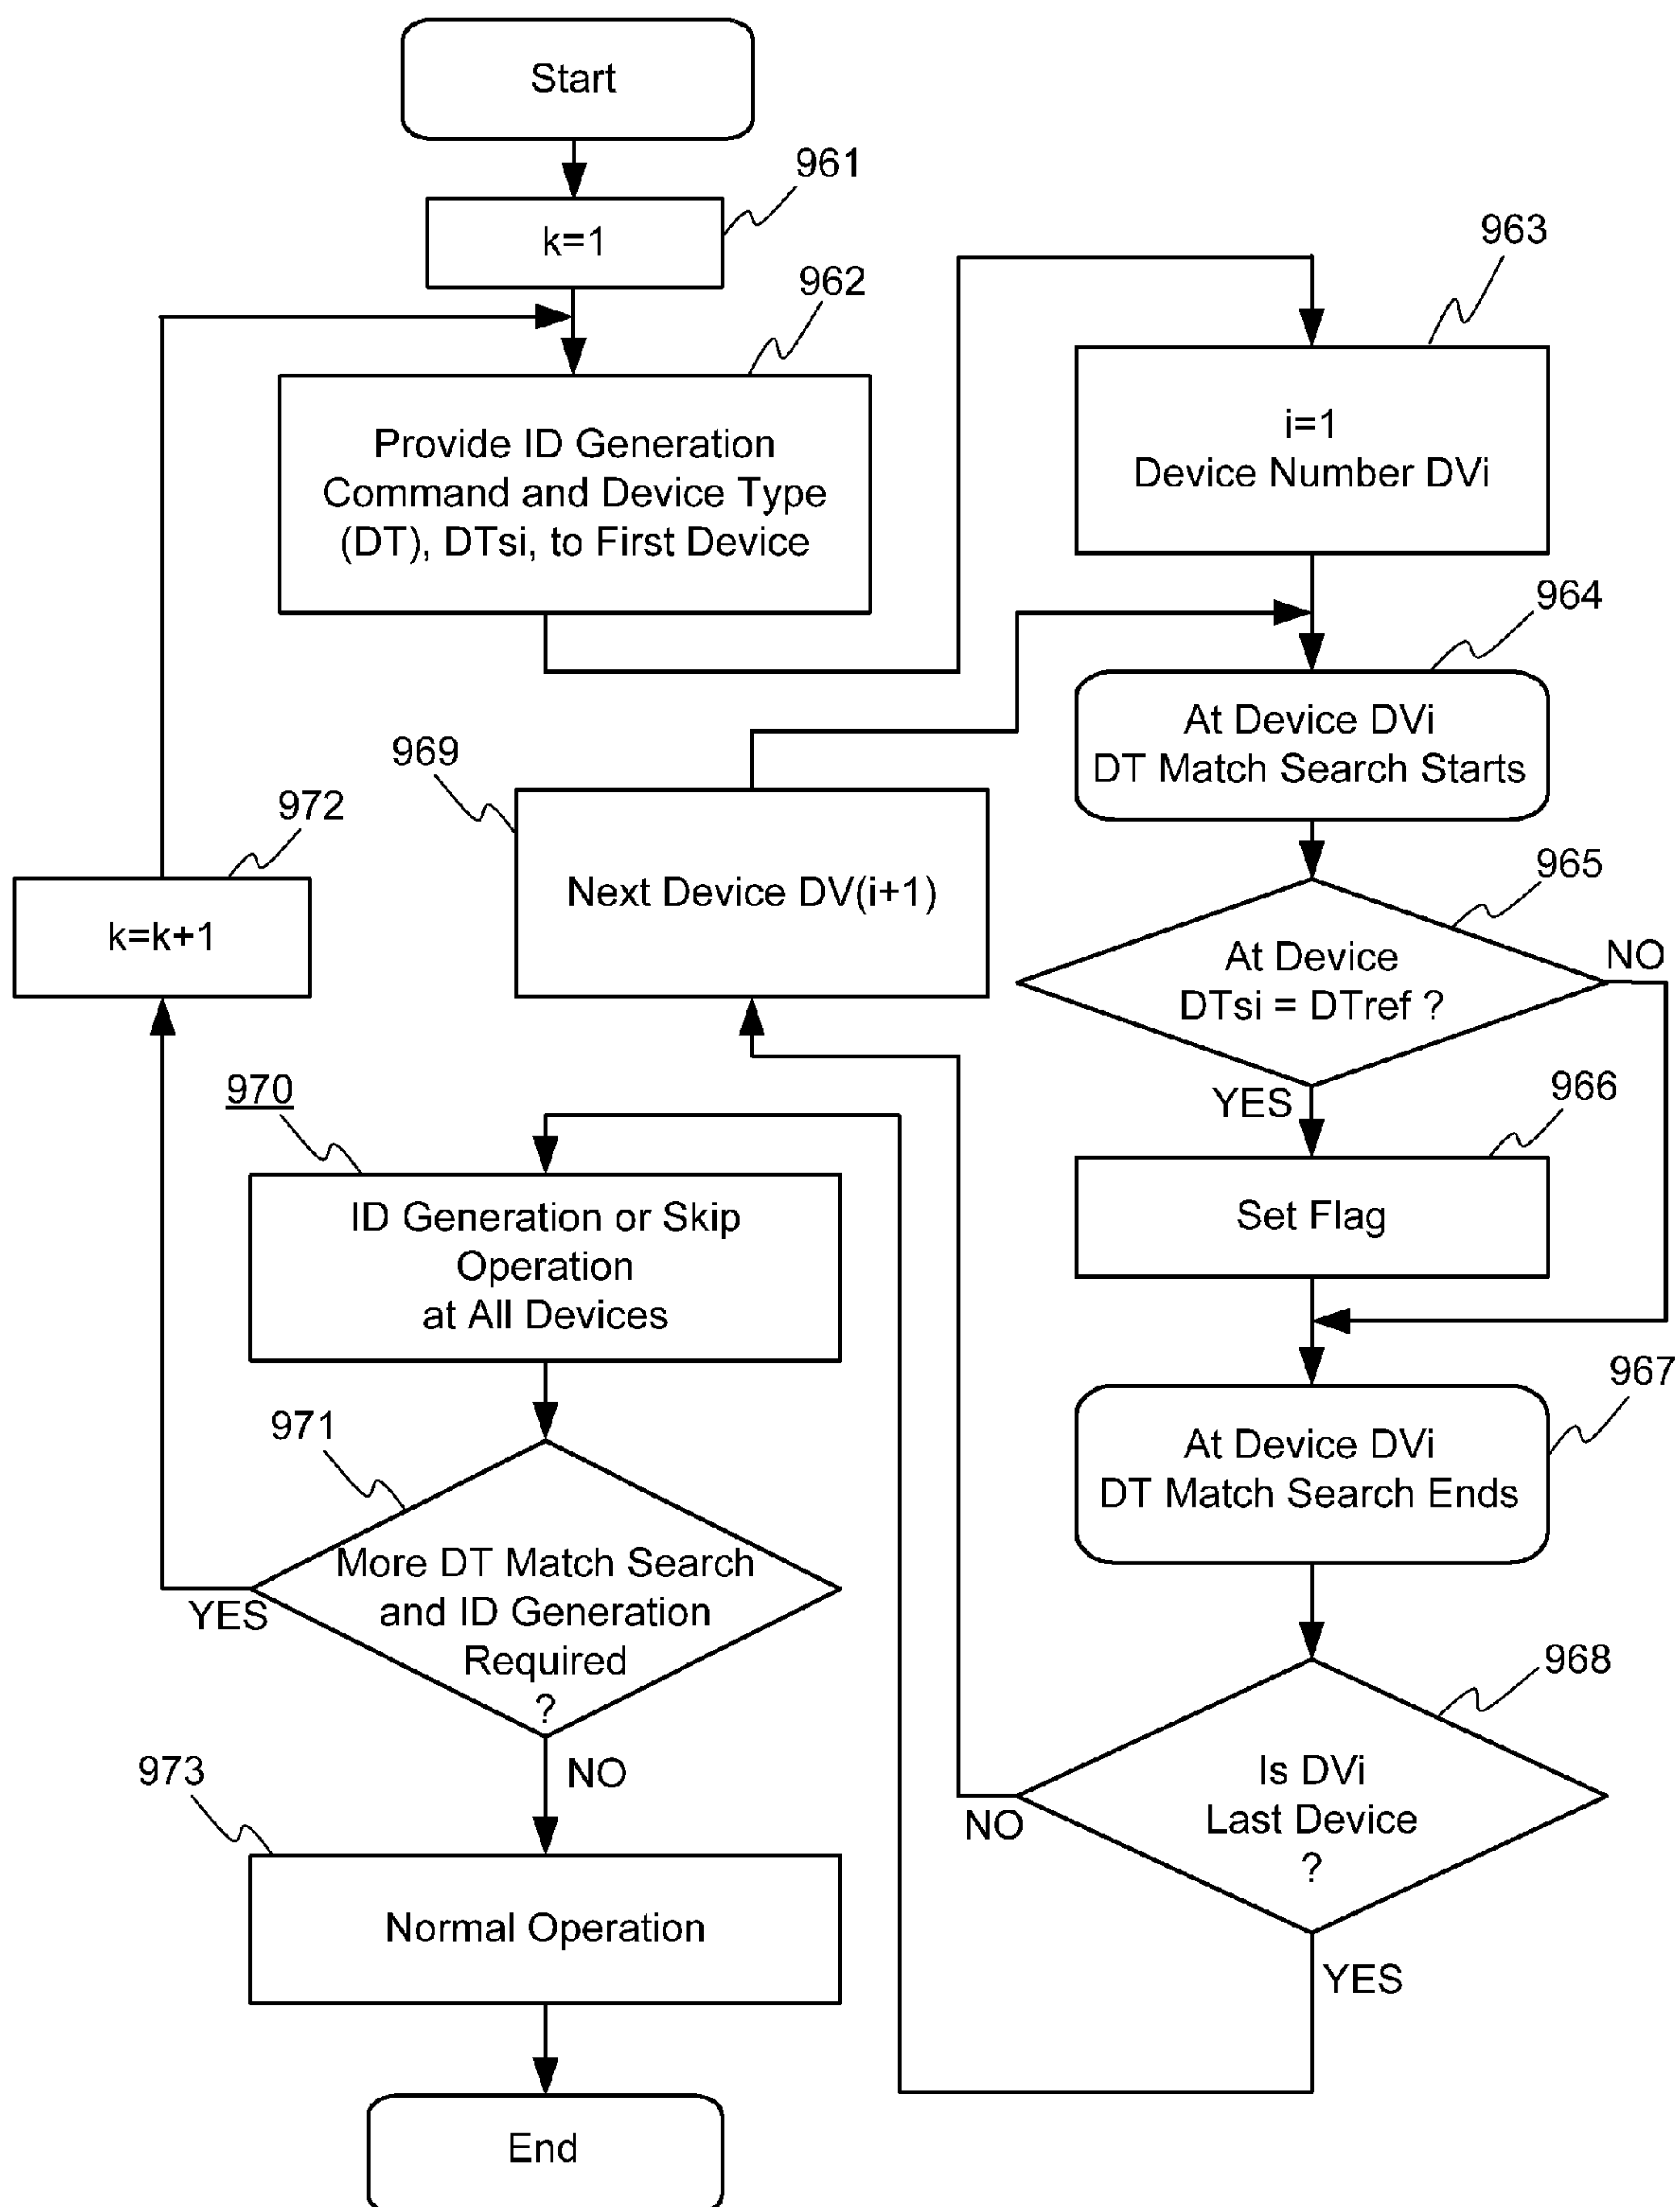 Start
961
k=1
962
Provide ID Generation
Command and Device Type
(DT), DTsi, to First Device
963
i=1
Device Number DVi
964
At Device DVi
DT Match Search Starts
965
At Device
DTsi = DTref ?
NO
YES
966
Set Flag
967
At Device DVi
DT Match Search Ends
968
Is DVi
Last Device
?
NO
YES
969
Next Device DV(i+1)
970
ID Generation or Skip
Operation
at All Devices
971
More DT Match Search
and ID Generation
Required
?
YES
NO
972
k=k+1
973
Normal Operation
End